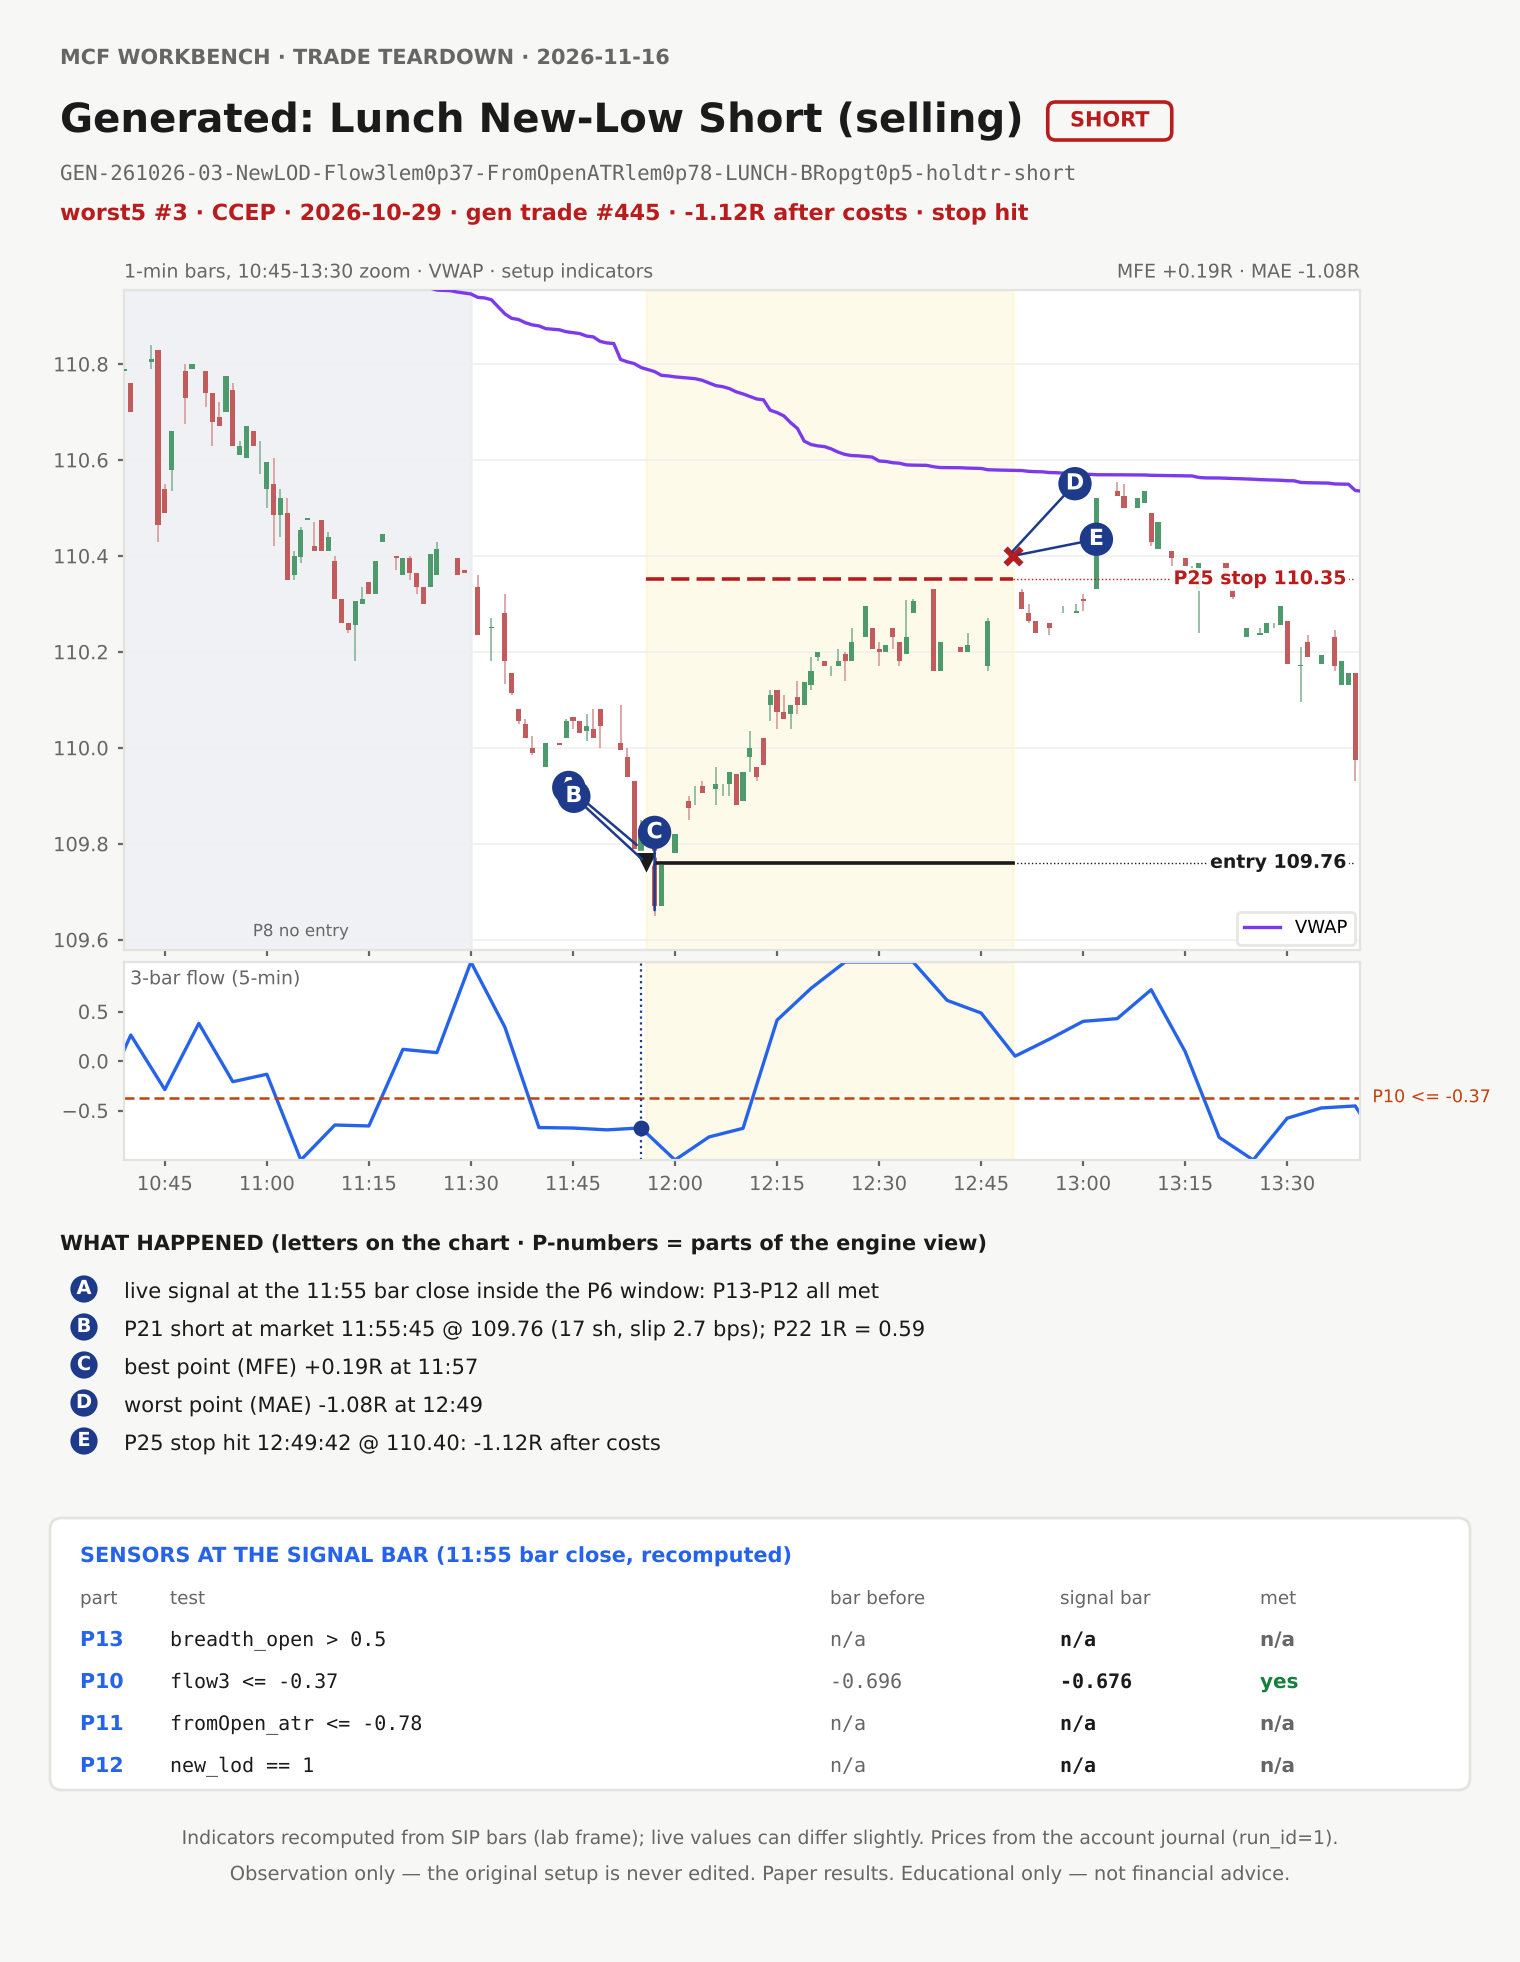 MCF WORKBENCH · TRADE TEARDOWN · 2026-11-16
Generated: Lunch New-Low Short (selling) SHORT
GEN-261026-03-NewLOD-Flow3lem0p37-FromOpenATRlem0p78-LUNCH-BRopgt0p5-holdtr-short
worst5 #3 · CCEP · 2026-10-29 · gen trade #445 · -1.12R after costs · stop hit
1-min bars, 10:45-13:30 zoom · VWAP · setup indicators MFE +0.19R · MAE -1.08R
110.8
110.6
D
E
110.4
P25 stop 110.35
110.2
110.0
A
B
C
109.8
entry 109.76
P8 no entry
VWAP
109.6
3-bar flow (5-min)
0.5
0.0
P10 <= -0.37
−0.5
10:45 11:00 11:15 11:30 11:45 12:00 12:15 12:30 12:45 13:00 13:15 13:30
WHAT HAPPENED (letters on the chart · P-numbers = parts of the engine view)
A live signal at the 11:55 bar close inside the P6 window: P13-P12 all met
B P21 short at market 11:55:45 @ 109.76 (17 sh, slip 2.7 bps); P22 1R = 0.59
C best point (MFE) +0.19R at 11:57
D worst point (MAE) -1.08R at 12:49
E P25 stop hit 12:49:42 @ 110.40: -1.12R after costs
SENSORS AT THE SIGNAL BAR (11:55 bar close, recomputed)
part test bar before signal bar met
P13 breadth_open > 0.5 n/a n/a n/a
P10 flow3 <= -0.37 -0.696 -0.676 yes
P11 fromOpen_atr <= -0.78 n/a n/a n/a
P12 new_lod == 1 n/a n/a n/a
Indicators recomputed from SIP bars (lab frame); live values can differ slightly. Prices from the account journal (run_id=1).
Observation only — the original setup is never edited. Paper results. Educational only — not financial advice.